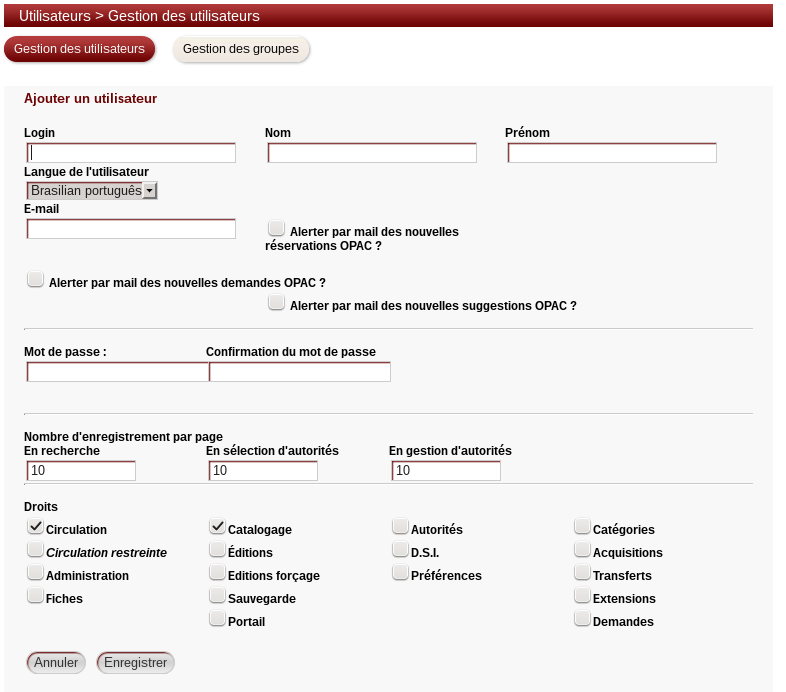 Utilisateurs > Gestion des utilisateurs
Gestion des utilisateurs Gestion des groupes
Ajouter un utilisateur
Login Nom Prénom
Langue de l'utilisateur
Brasilian português
E-mail
Alerter par mail des nouvelles
réservations OPAC ?
Alerter par mail des nouvelles demandes OPAC ?
Alerter par mail des nouvelles suggestions OPAC ?
Mot de passe : Confirmation du mot de passe
Nombre d'enregistrement par page
En recherche En sélection d'autorités En gestion d'autorités
10 10 10
Droits
Circulation Catalogage Autorités Catégories
Circulation restreinte Éditions D.S.I. Acquisitions
Administration Editions forçage Préférences Transferts
Fiches Sauvegarde Extensions
Portail Demandes
Annuler Enregistrer